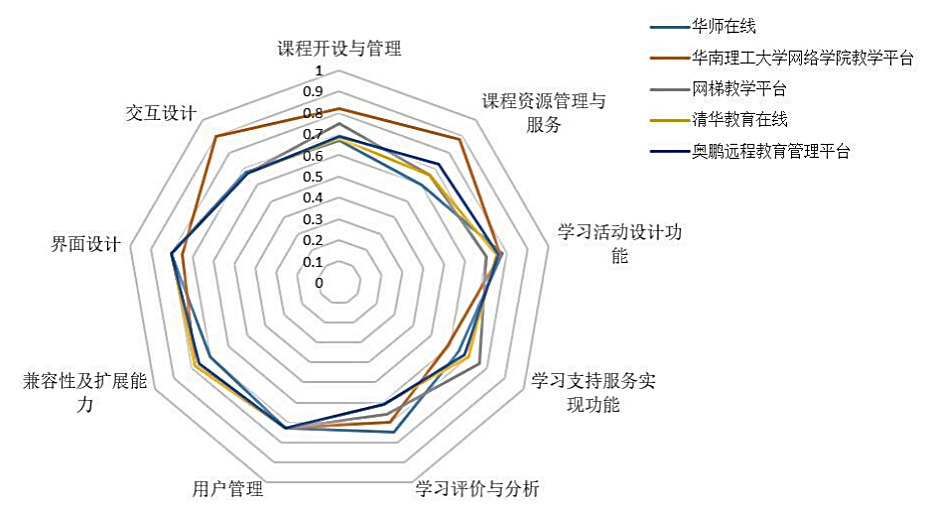 课程开设与管理
课程资源管理与
服务
学习活动设计功
能
学习支持服务实
现功能
学习评价与分析
用户管理
兼容性及扩展能
力
界面设计
交互设计
1
0.9
0.8
0.7
0.6
0.5
0.4
0.3
0.2
0.1
0
华师在线
华南理工大学网络学院教学平台
网梯教学平台
清华教育在线
奥鹏远程教育管理平台